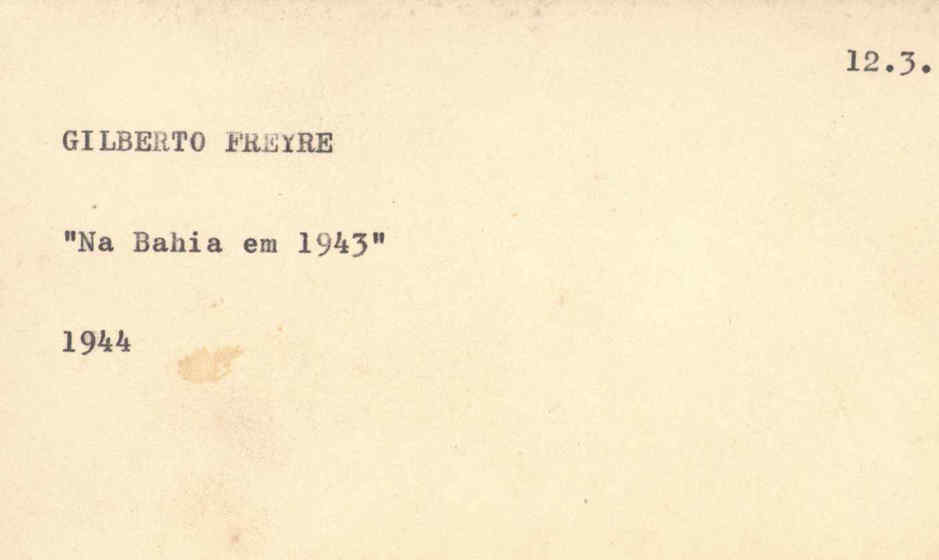 12.3.
GILBERTO FREYRE
"Na Bahia em 1943"
1944